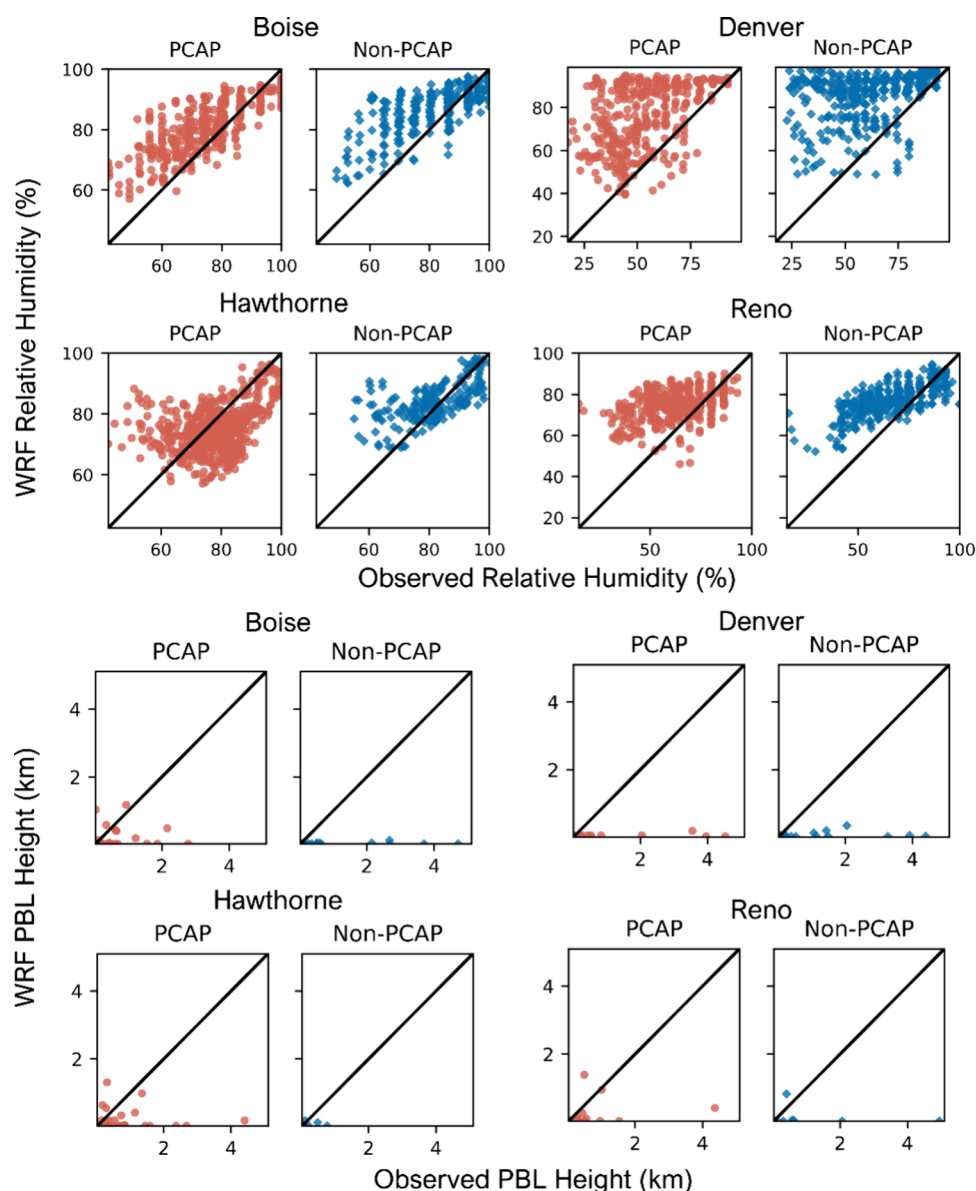 Boise Denver
PCAP Non-PCAP PCAP Non-PCAP
100
80 80
60 60
40
20
60 80 100 60 80 100 25 50 75 25 50 75
WRF Relative Humidity (%)
Hawthorne Reno
PCAP Non-PCAP PCAP Non-PCAP
100 100
80 80
60 60
40
20
60 80 100 60 80 100 50 100 50 100
Observed Relative Humidity (%)
Boise Denver
PCAP Non-PCAP PCAP Non-PCAP
4 4
2 2
2 4 2 4 2 4 2 4
WRF PBL Height (km)
Hawthorne Reno
PCAP Non-PCAP PCAP Non-PCAP
4 4
2 2
2 4 2 4 2 4 2 4
Observed PBL Height (km)